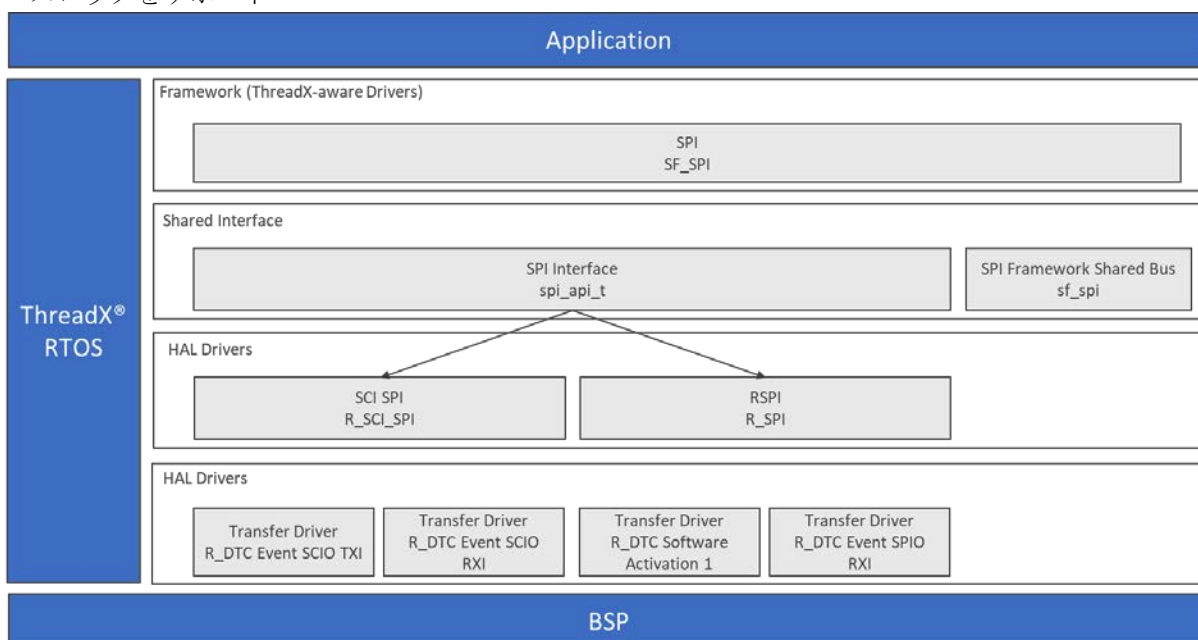 Application
ThreadX®
RTOS
Framework (ThreadX-aware Drivers)
SPI
SF_SPI
Shared Interface
SPI Interface
spi_api_t
SPI Framework Shared Bus
sf_spi
HAL Drivers
SCI SPI
R_SCI_SPI
RSPI
R_SPI
HAL Drivers
Transfer Driver
R_DTC Event SCIO TXI
Transfer Driver
R_DTC Event SCIO
RXI
Transfer Driver
R_DTC Software
Activation 1
Transfer Driver
R_DTC Event SPIO
RXI
BSP